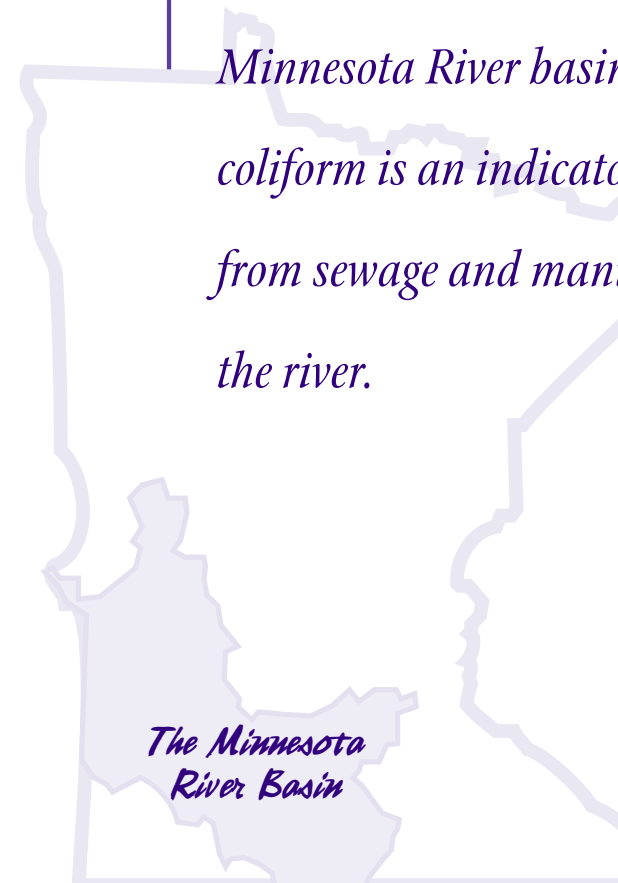 Minnesota River basin
coliform is an indicato
from sewage and man
the river.
The Minnesota
River Basin